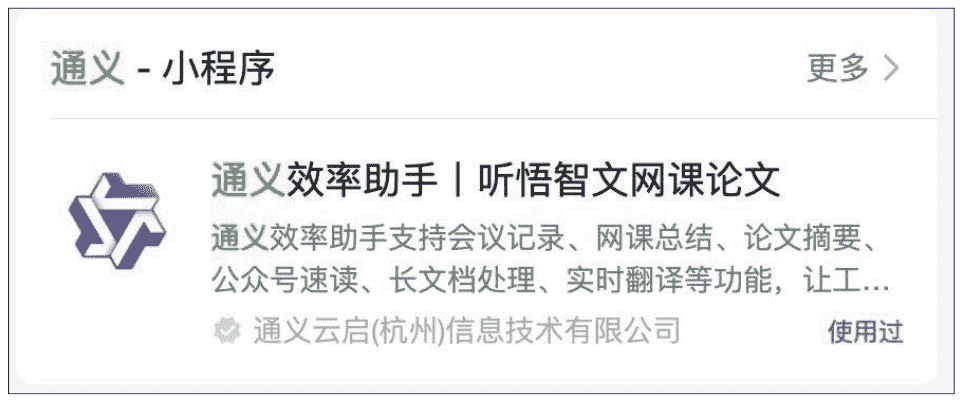 通义 - 小程序
更多
通义效率助手｜听悟智文网课论文
通义效率助手支持会议记录、网课总结、论文摘要、
公众号速读、长文档处理、实时翻译等功能，让工...
通义云启(杭州)信息技术有限公司
使用过